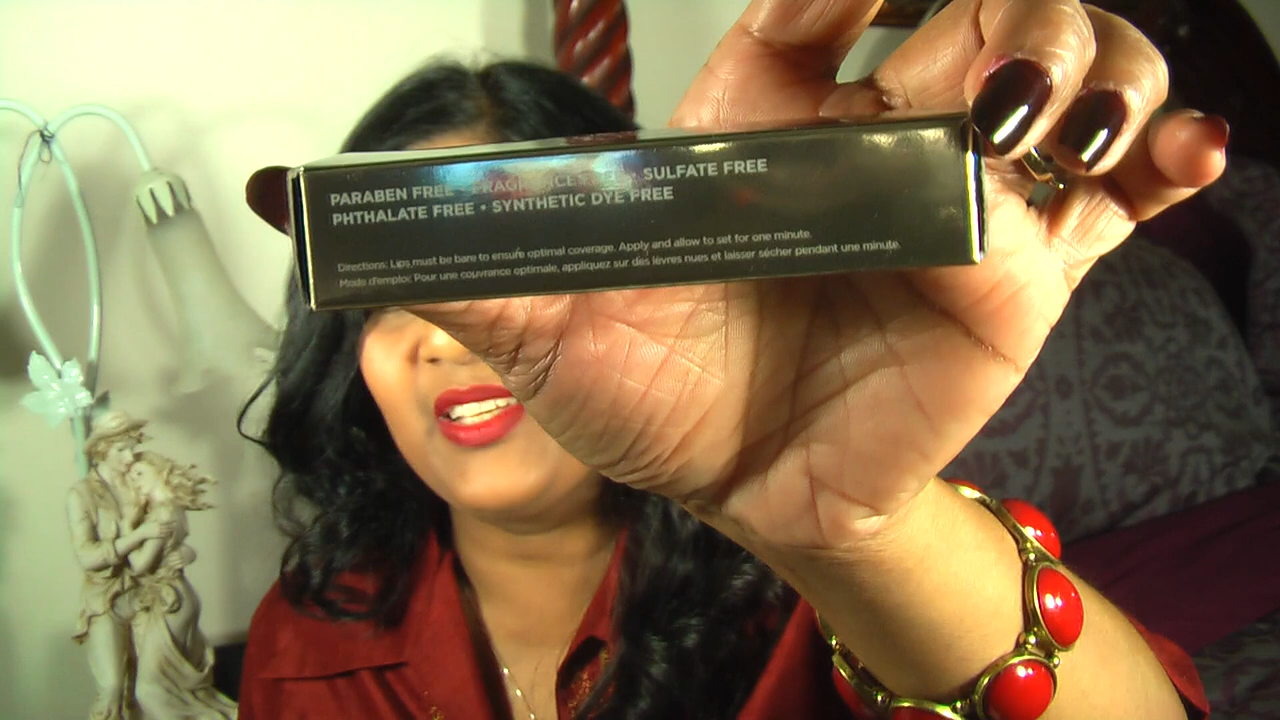 PARABEN FREE • FRAGRANCE FREE • SULFATE FREE
PHTHALATE FREE • SYNTHETIC DYE FREE
Directions: Lips must be bare to ensure optimal coverage. Apply and allow to set for one minute.
Mode d'emploi: Pour une couvrance optimale, appliquez sur des lèvres nues et laisser sécher pendant une minute.